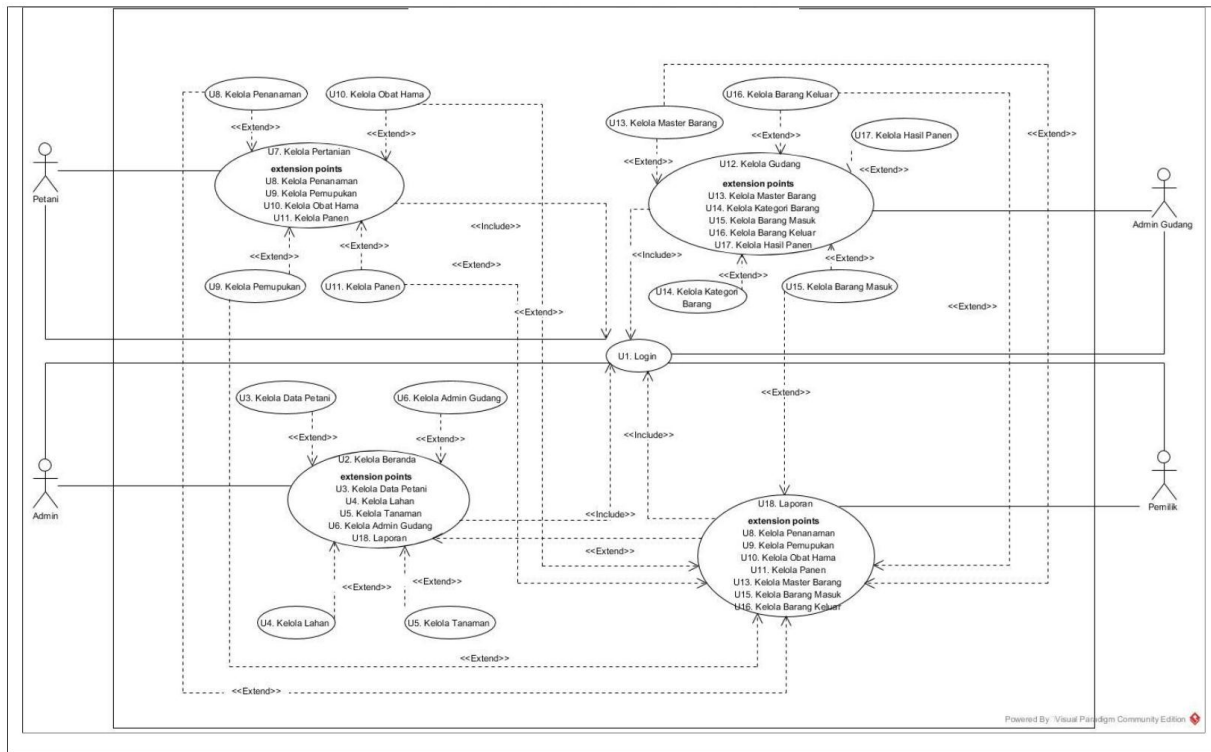 U8. Kelola Penanaman
U10. Kelola Obat Hama
U16. Kelola Barang Keluar
U13. Kelola Master Barang
U17. Kelola Hasil Panen
<<Extend>>
<<Extend>>
<<Extend>>
<<Extend>>
<<Extend>>
<<Extend>>
U7. Kelola Pertanian
extension points
U8. Kelola Penanaman
U9. Kelola Pemupukan
U10. Kelola Obat Hama
U11. Kelola Panen
U12. Kelola Gudang
extension points
U13. Kelola Master Barang
U14. Kelola Kategori Barang
U15. Kelola Barang Masuk
U16. Kelola Barang Keluar
U17. Kelola Hasil Panen
Petani
Admin Gudang
<<Include>>
<<Include>>
<<Extend>>
<<Extend>>
<<Extend>>
<<Extend>>
<<Extend>>
<<Extend>>
U9. Kelola Pemupukan
U11. Kelola Panen
U14. Kelola Kategori
Barang
U15. Kelola Barang Masuk
<<Extend>>
<<Extend>>
U1. Login
U3. Kelola Data Petani
U6. Kelola Admin Gudang
<<Extend>>
<<Extend>>
<<Extend>>
<<Include>>
U2. Kelola Beranda
extension points
U3. Kelola Data Petani
U4. Kelola Lahan
U5. Kelola Tanaman
U6. Kelola Admin Gudang
U18. Laporan
Admin
Pemilik
<<Include>>
<<Extend>>
U18. Laporan
extension points
U8. Kelola Penanaman
U9. Kelola Pemupukan
U10. Kelola Obat Hama
U11. Kelola Panen
U13. Kelola Master Barang
U15. Kelola Barang Masuk
U16. Kelola Barang Keluar
<<Extend>>
<<Extend>>
<<Extend>>
U4. Kelola Lahan
U5. Kelola Tanaman
<<Extend>>
<<Extend>>
Powered By Visual Paradigm Community Edition